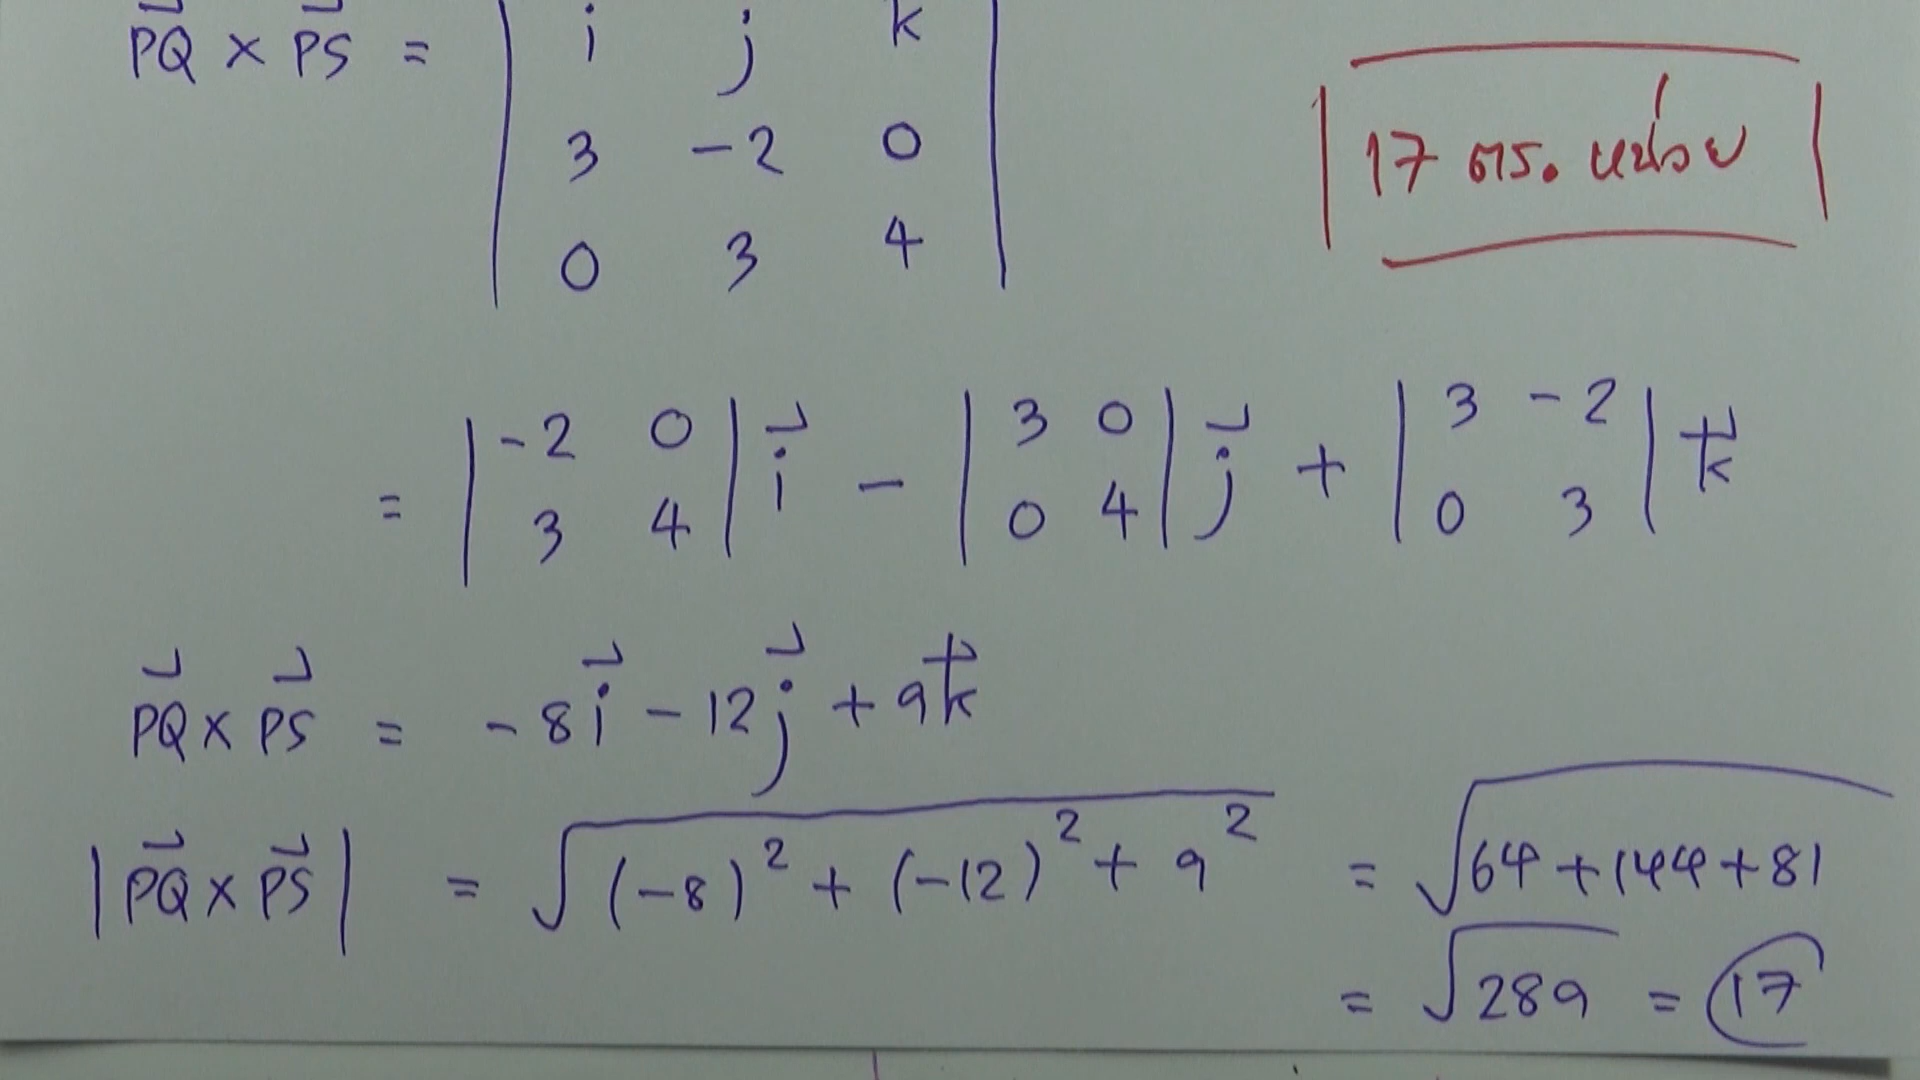 PQ × PS = | i j k |
| 3 -2 0 |
| 0 3 4 |
17 ตร. หน่วย
= | -2 0 | i - | 3 0 | j + | 3 -2 | k
| 3 4 | | 0 4 | | 0 3 |
PQ × PS = -8i - 12j + 9k
|PQ × PS| = √(-8)² + (-12)² + 9² = √64 + 144 + 81
= √289 = 17